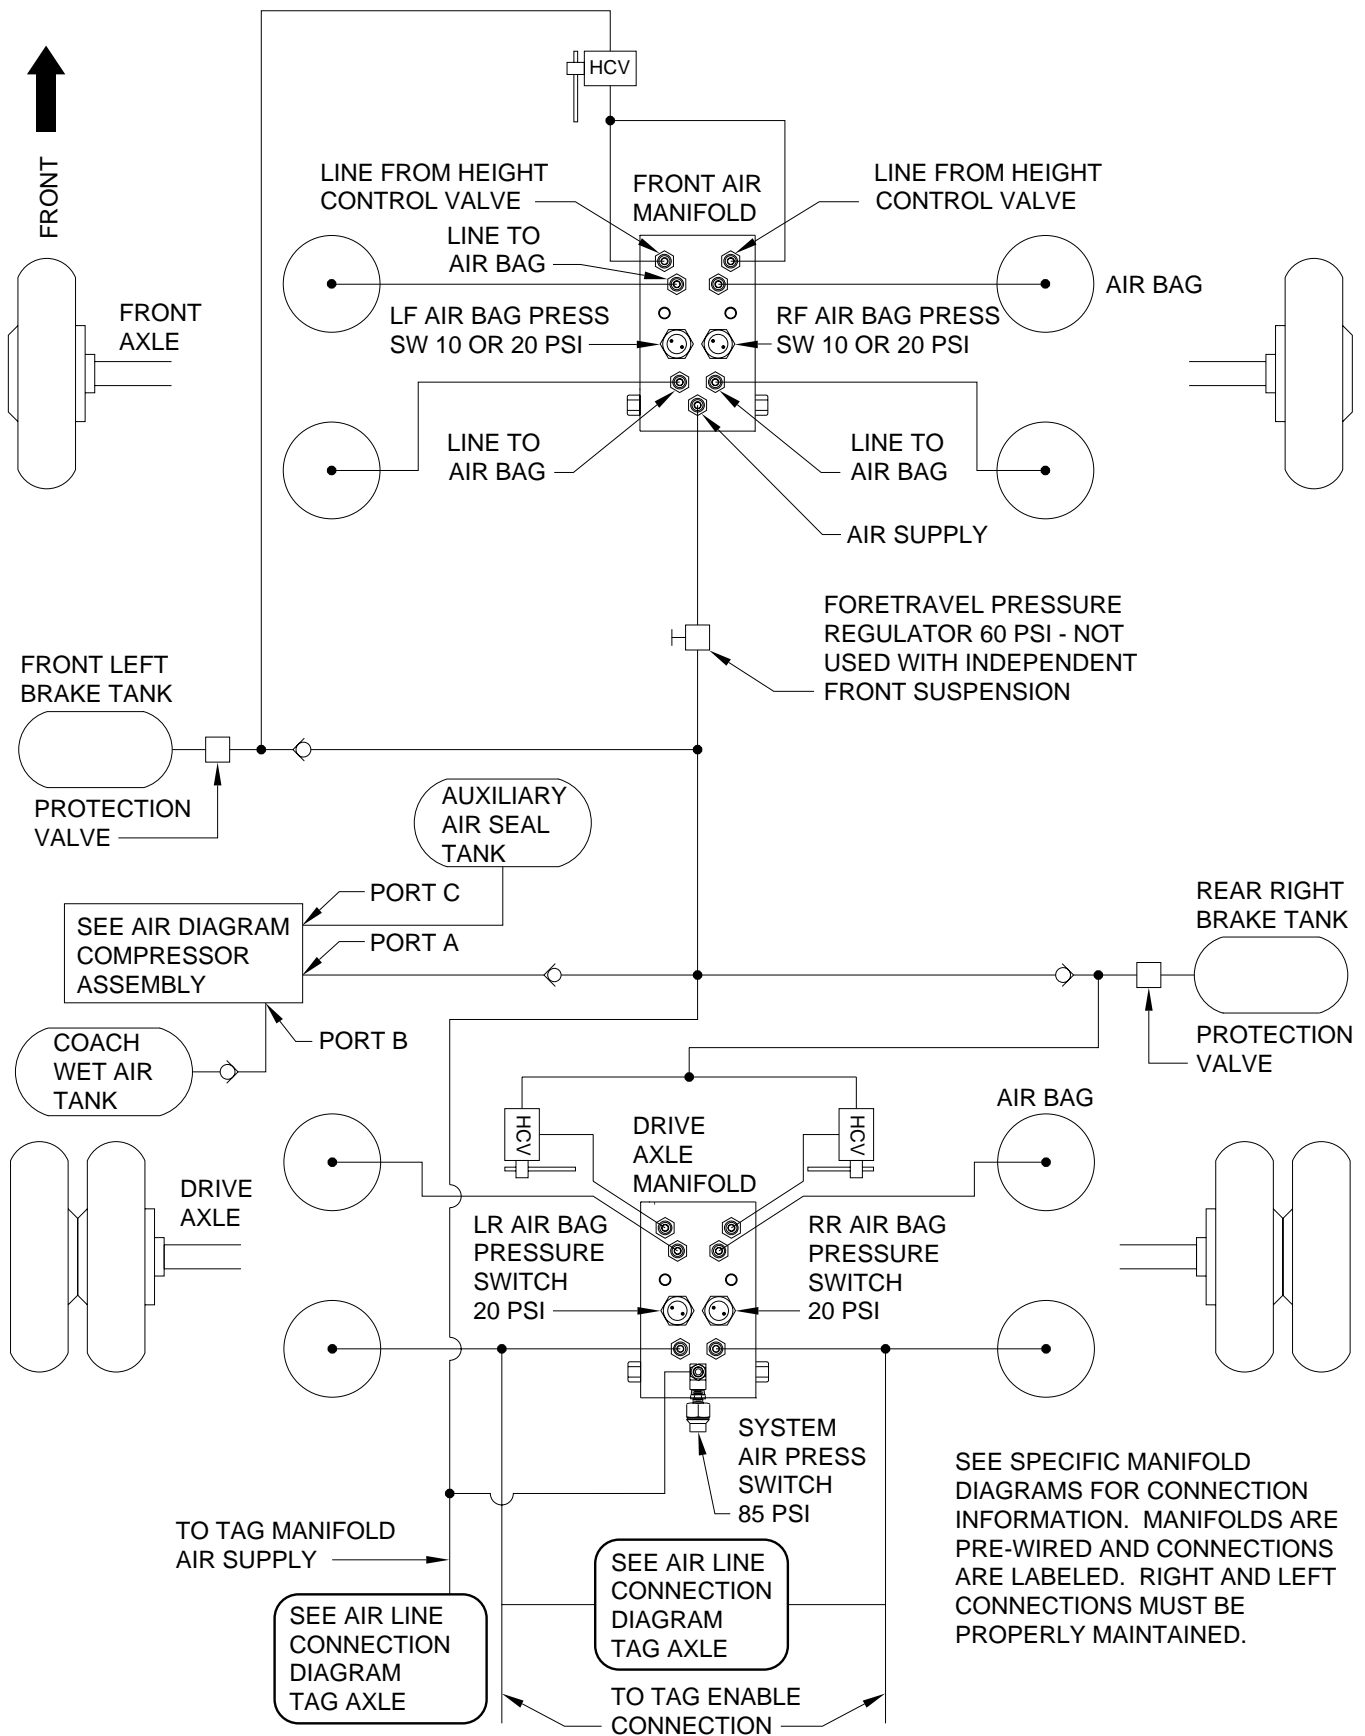 HCV
FRONT
LINE FROM HEIGHT
CONTROL VALVE
FRONT AIR
MANIFOLD
LINE FROM HEIGHT
CONTROL VALVE
LINE TO
AIR BAG
AIR BAG
FRONT
AXLE
LF AIR BAG PRESS
SW 10 OR 20 PSI
RF AIR BAG PRESS
SW 10 OR 20 PSI
LINE TO
AIR BAG
LINE TO
AIR BAG
AIR SUPPLY
FORETRAVEL PRESSURE
REGULATOR 60 PSI - NOT
USED WITH INDEPENDENT
FRONT SUSPENSION
FRONT LEFT
BRAKE TANK
PROTECTION
VALVE
AUXILIARY
AIR SEAL
TANK
PORT C
SEE AIR DIAGRAM
COMPRESSOR
ASSEMBLY
PORT A
REAR RIGHT
BRAKE TANK
COACH
WET AIR
TANK
PORT B
PROTECTION
VALVE
HCV
DRIVE
AXLE
MANIFOLD
HCV
AIR BAG
DRIVE
AXLE
LR AIR BAG
PRESSURE
SWITCH
20 PSI
RR AIR BAG
PRESSURE
SWITCH
20 PSI
SYSTEM
AIR PRESS
SWITCH
85 PSI
SEE SPECIFIC MANIFOLD
DIAGRAMS FOR CONNECTION
INFORMATION.  MANIFOLDS ARE
PRE-WIRED AND CONNECTIONS
ARE LABELED.  RIGHT AND LEFT
CONNECTIONS MUST BE
PROPERLY MAINTAINED.
TO TAG MANIFOLD
AIR SUPPLY
SEE AIR LINE
CONNECTION
DIAGRAM
TAG AXLE
SEE AIR LINE
CONNECTION
DIAGRAM
TAG AXLE
TO TAG ENABLE
CONNECTION